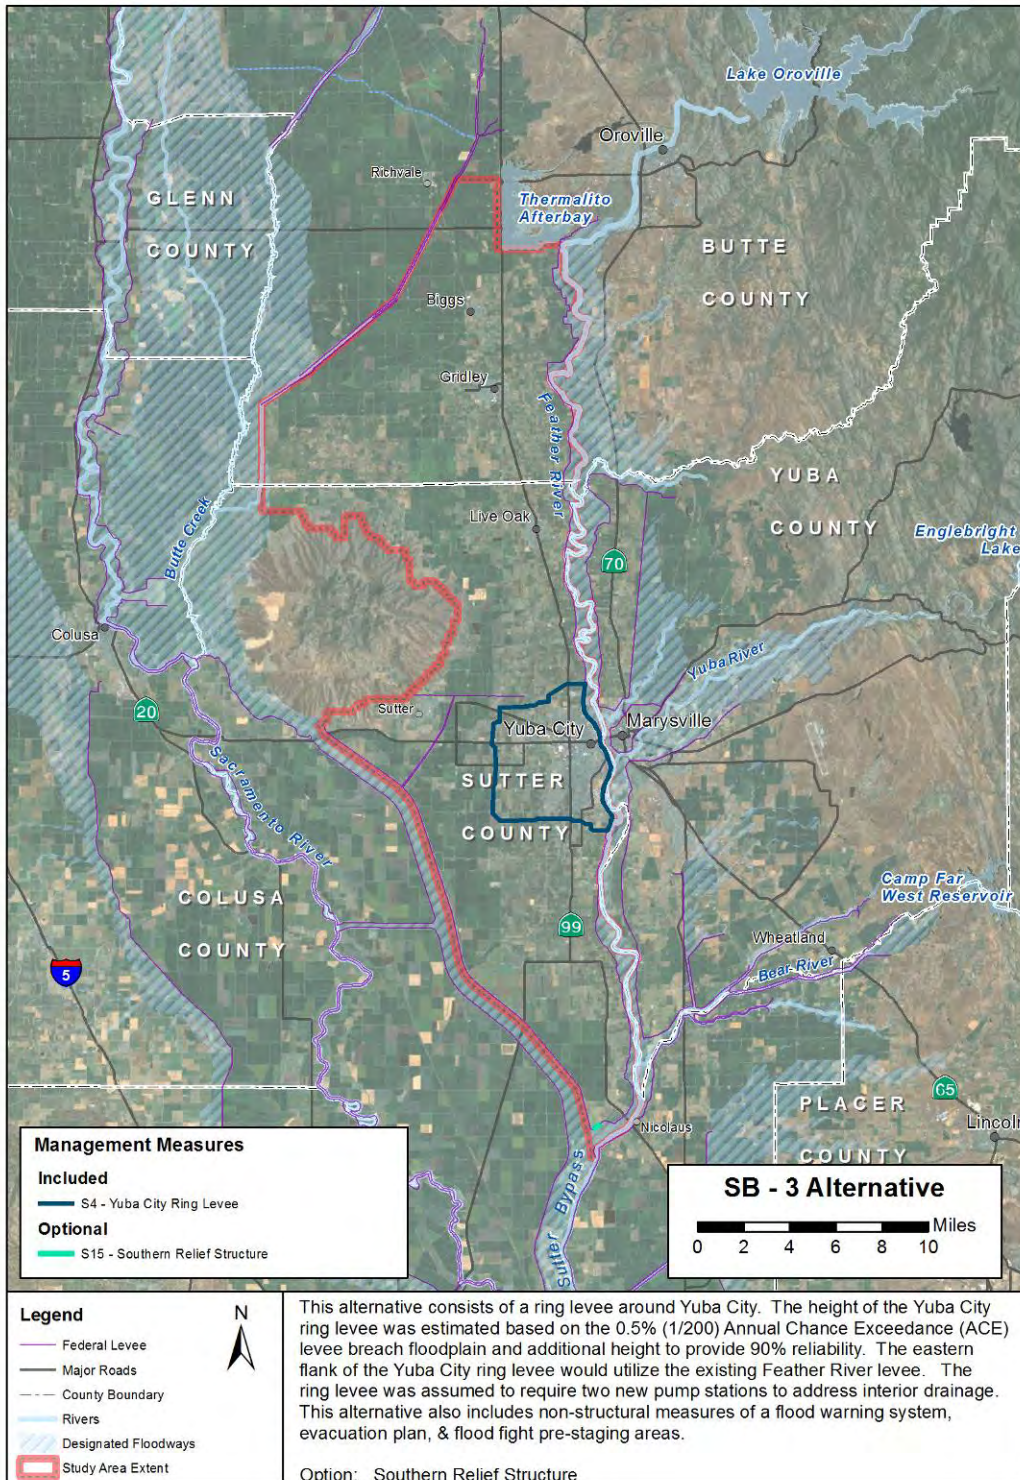 Lake Oroville
Oroville
Richvale
GLENN
COUNTY
Thermalito
Afterbay
BUTTE
COUNTY
Biggs
Gridley
Feather River
YUBA
COUNTY
Butte Creek
Live Oak
Englebright
Lake
70
Colusa
Yuba River
20
Sutter
Yuba City
Marysville
SUTTER
COUNTY
Sacramento River
COLUSA
COUNTY
Camp Far
West Reservoir
99
Wheatland
5
Bear River
65
PLACER
COUNTY
Nicolaus
Lincoln
Sutter Bypass
Management Measures
Included
S4 - Yuba City Ring Levee
Optional
S15 - Southern Relief Structure
SB - 3 Alternative
Miles
0 2 4 6 8 10
Legend
N
Federal Levee
Major Roads
County Boundary
Rivers
Designated Floodways
Study Area Extent
This alternative consists of a ring levee around Yuba City. The height of the Yuba City
ring levee was estimated based on the 0.5% (1/200) Annual Chance Exceedance (ACE)
levee breach floodplain and additional height to provide 90% reliability. The eastern
flank of the Yuba City ring levee would utilize the existing Feather River levee. The
ring levee was assumed to require two new pump stations to address interior drainage.
This alternative also includes non-structural measures of a flood warning system,
evacuation plan, & flood fight pre-staging areas.
Option: Southern Relief Structure